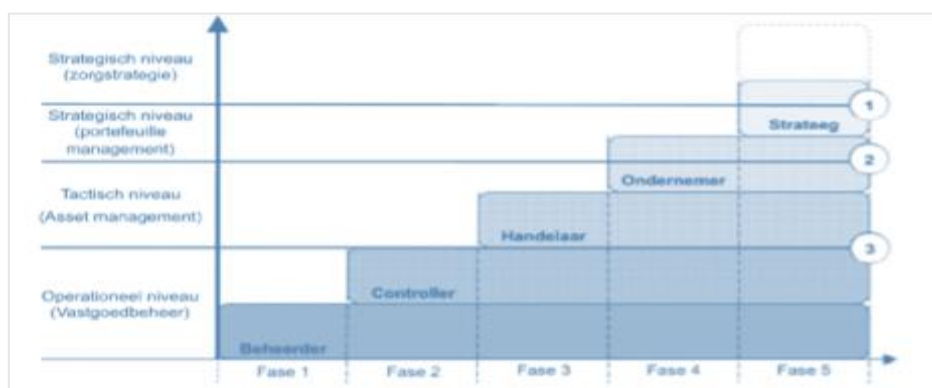 Strategisch niveau
(zorgstrategie)
1
Strategisch niveau
(portefeuille
management)
Strateeg
2
Ondernemer
Tactisch niveau
(Asset management)
Handelaar
3
Operationeel niveau
(Vastgoedbeheer)
Controller
Beheerder
Fase 1
Fase 2
Fase 3
Fase 4
Fase 5